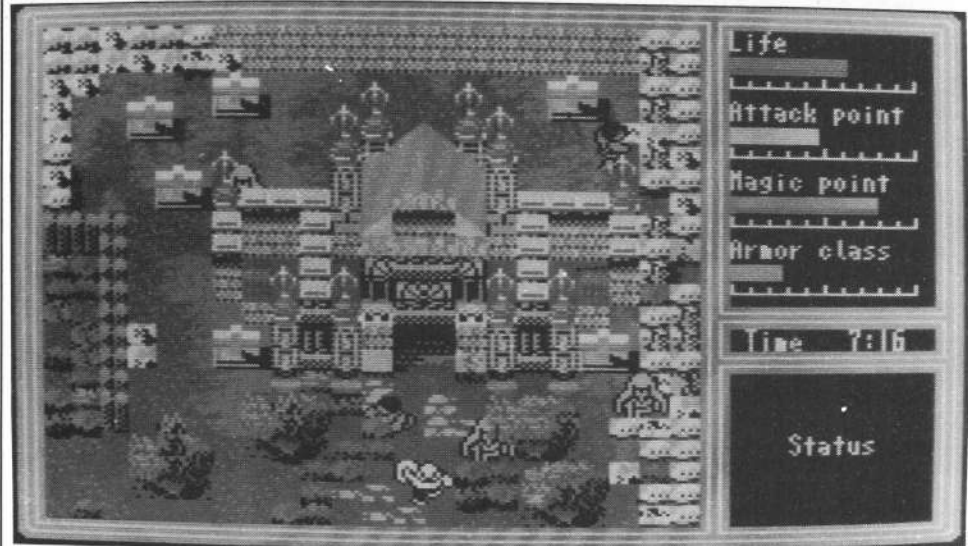 Life
Attack point
Magic point
Armor class
Time 7:16
Status